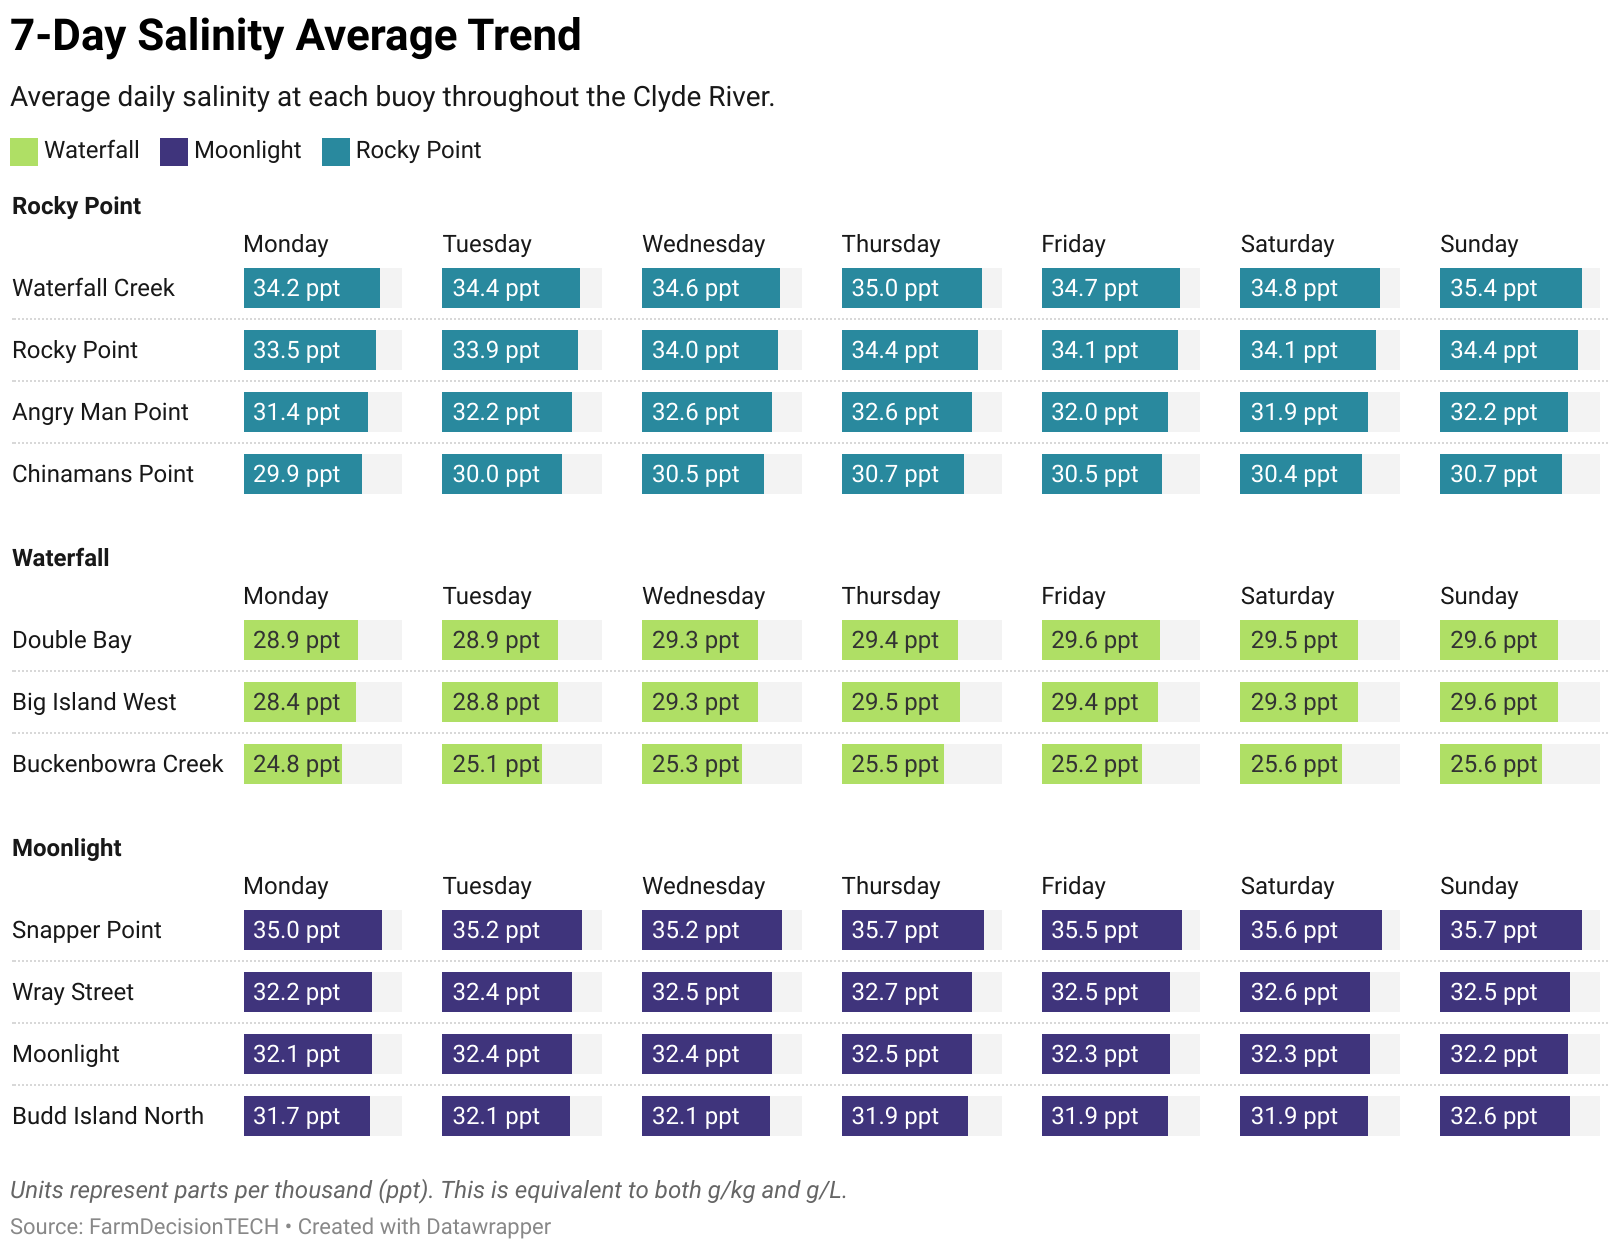 7-Day Salinity Average Trend
Average daily salinity at each buoy throughout the Clyde River.
Waterfall Moonlight Rocky Point
Rocky Point
Monday Tuesday Wednesday Thursday Friday Saturday Sunday
Waterfall Creek 34.2 ppt 34.4 ppt 34.6 ppt 35.0 ppt 34.7 ppt 34.8 ppt 35.4 ppt
Rocky Point 33.5 ppt 33.9 ppt 34.0 ppt 34.4 ppt 34.1 ppt 34.1 ppt 34.4 ppt
Angry Man Point 31.4 ppt 32.2 ppt 32.6 ppt 32.6 ppt 32.0 ppt 31.9 ppt 32.2 ppt
Chinamans Point 29.9 ppt 30.0 ppt 30.5 ppt 30.7 ppt 30.5 ppt 30.4 ppt 30.7 ppt
Waterfall
Monday Tuesday Wednesday Thursday Friday Saturday Sunday
Double Bay 28.9 ppt 28.9 ppt 29.3 ppt 29.4 ppt 29.6 ppt 29.5 ppt 29.6 ppt
Big Island West 28.4 ppt 28.8 ppt 29.3 ppt 29.5 ppt 29.4 ppt 29.3 ppt 29.6 ppt
Buckenbowra Creek 24.8 ppt 25.1 ppt 25.3 ppt 25.5 ppt 25.2 ppt 25.6 ppt 25.6 ppt
Moonlight
Monday Tuesday Wednesday Thursday Friday Saturday Sunday
Snapper Point 35.0 ppt 35.2 ppt 35.2 ppt 35.7 ppt 35.5 ppt 35.6 ppt 35.7 ppt
Wray Street 32.2 ppt 32.4 ppt 32.5 ppt 32.7 ppt 32.5 ppt 32.6 ppt 32.5 ppt
Moonlight 32.1 ppt 32.4 ppt 32.4 ppt 32.5 ppt 32.3 ppt 32.3 ppt 32.2 ppt
Budd Island North 31.7 ppt 32.1 ppt 32.1 ppt 31.9 ppt 31.9 ppt 31.9 ppt 32.6 ppt
Units represent parts per thousand (ppt). This is equivalent to both g/kg and g/L.
Source: FarmDecisionTECH • Created with Datawrapper